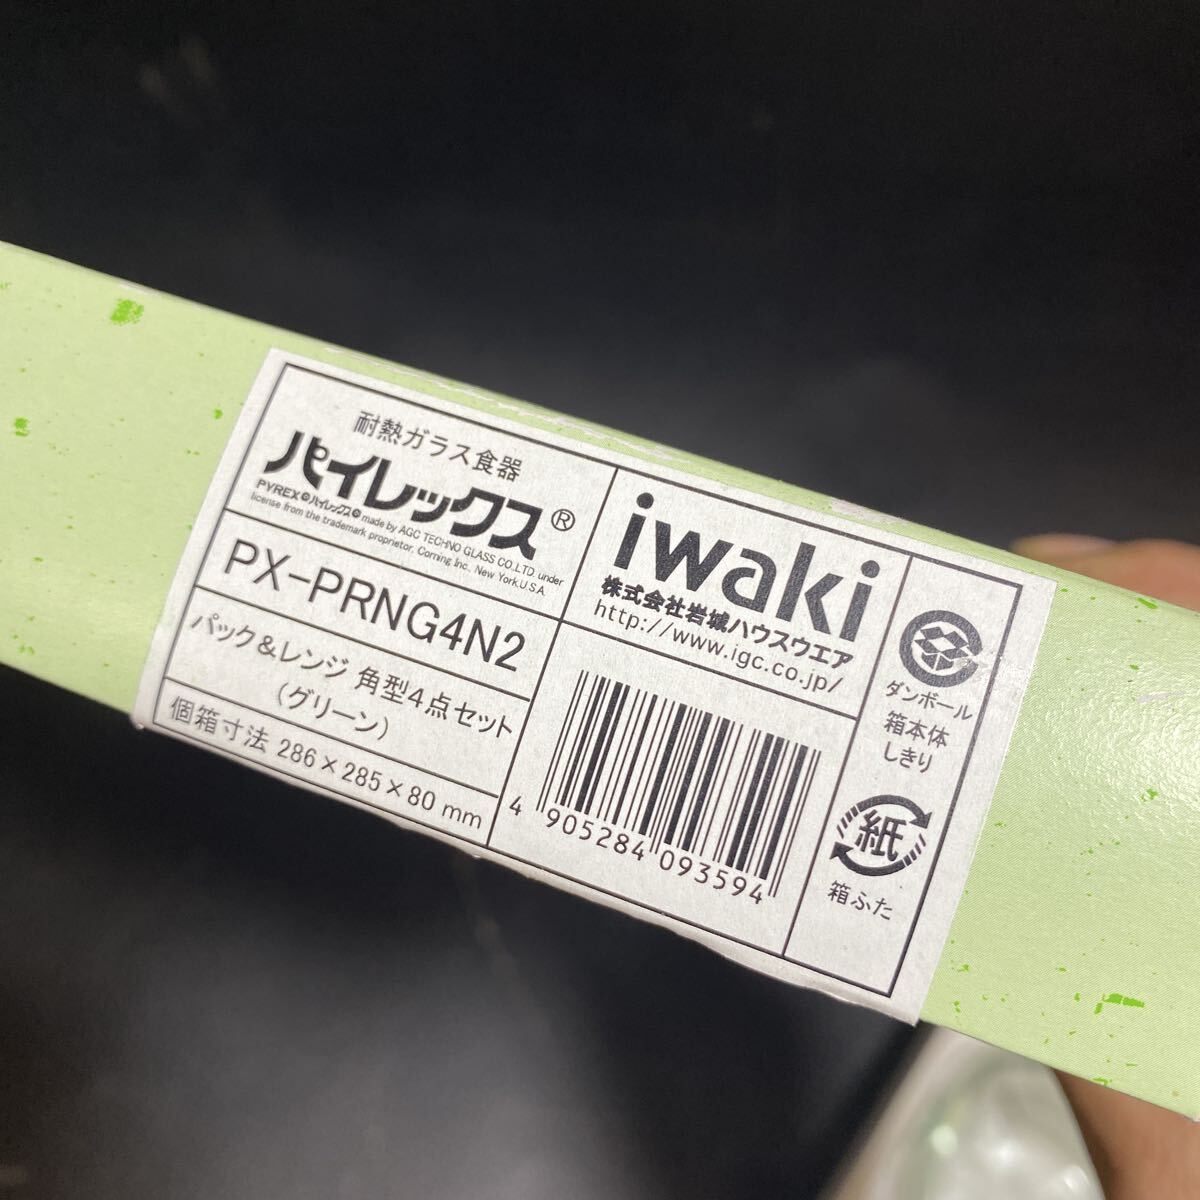 耐熱ガラス食器
パイレックス®
PYREX®パイレックス® made by AGC TECHNO GLASS CO.,LTD. under
license from the trademark proprietor, Corning Inc., New York.U.S.A.
PX-PRNG4N2
パック&レンジ 角型4点セット
(グリーン)
個箱寸法 286×285×80 mm
iwaki
株式会社岩城ハウスウエア
http://www.igc.co.jp/
4 905284 093594
ダンボール
箱本体
しきり
紙
箱ふた